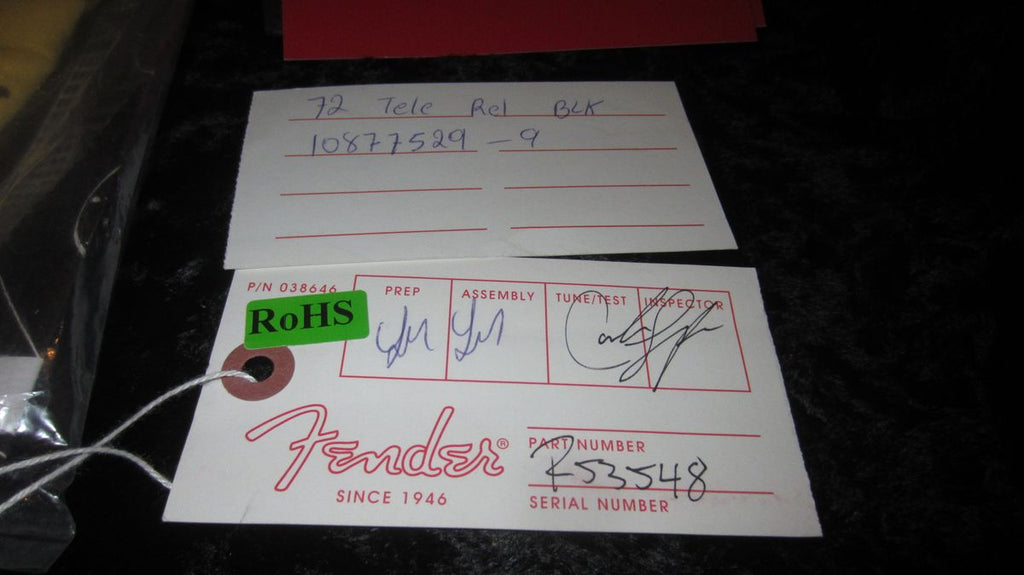 72 Tele Rel BLK
10877529 - 9
P/N 038646
RoHS
PREP ASSEMBLY TUNE/TEST INSPECTOR
Fender®
SINCE 1946
PART NUMBER
R53548
SERIAL NUMBER